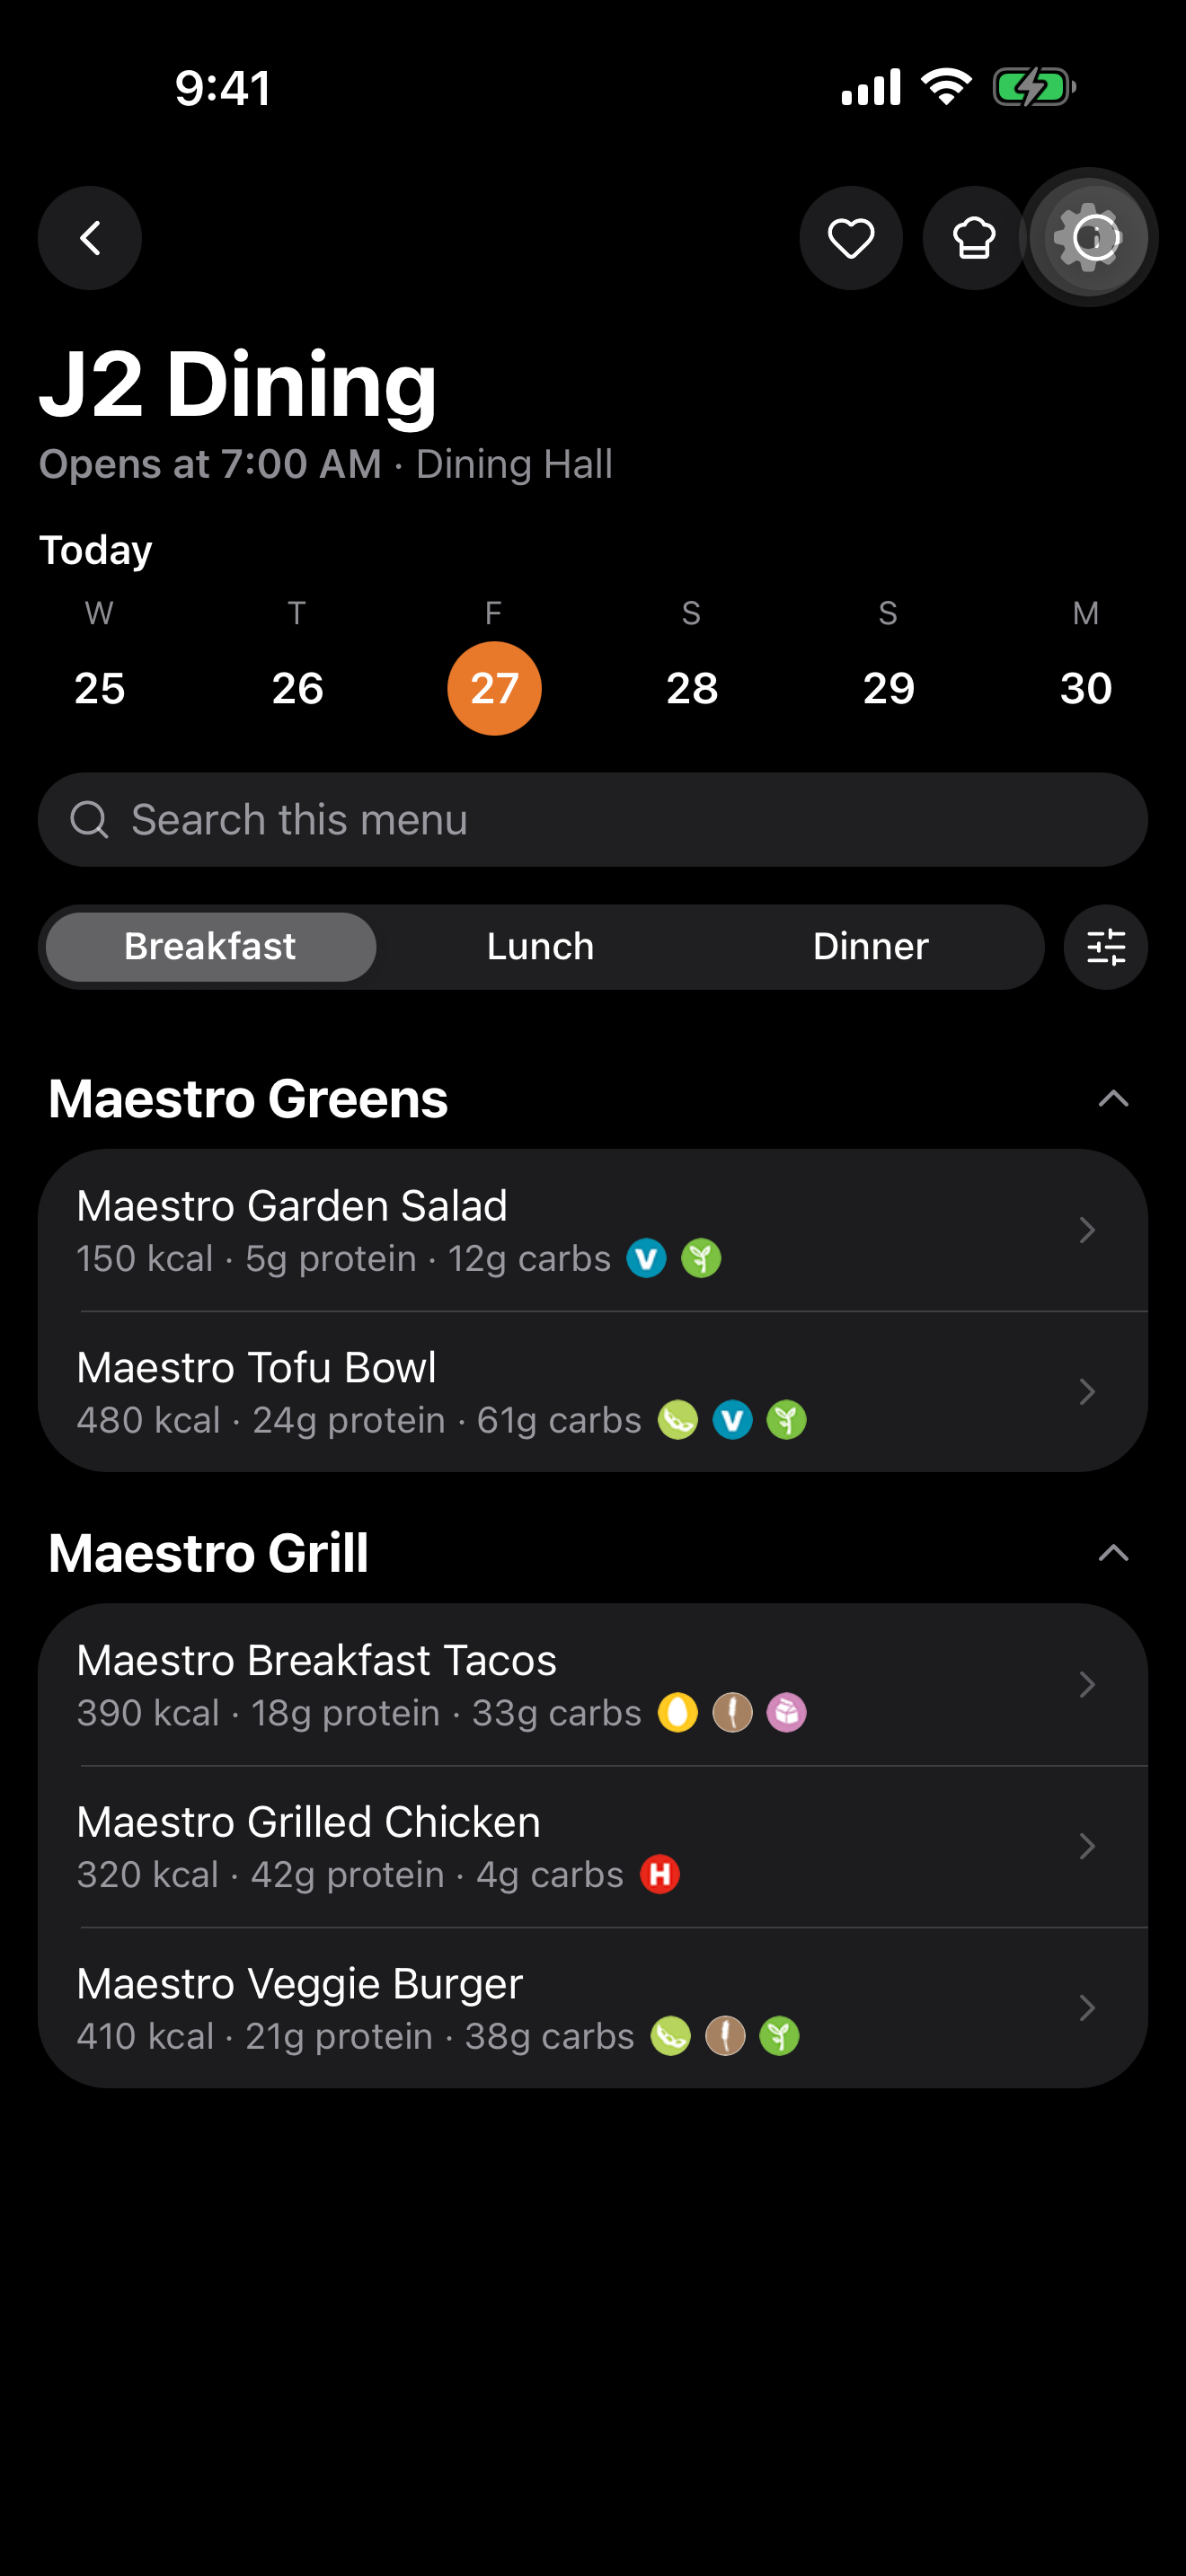 9:41
J2 Dining
Opens at 7:00 AM · Dining Hall
Today
W T F S S M
25 26 27 28 29 30
Search this menu
Breakfast Lunch Dinner
Maestro Greens
Maestro Garden Salad
150 kcal · 5g protein · 12g carbs V
Maestro Tofu Bowl
480 kcal · 24g protein · 61g carbs V
Maestro Grill
Maestro Breakfast Tacos
390 kcal · 18g protein · 33g carbs
Maestro Grilled Chicken
320 kcal · 42g protein · 4g carbs H
Maestro Veggie Burger
410 kcal · 21g protein · 38g carbs